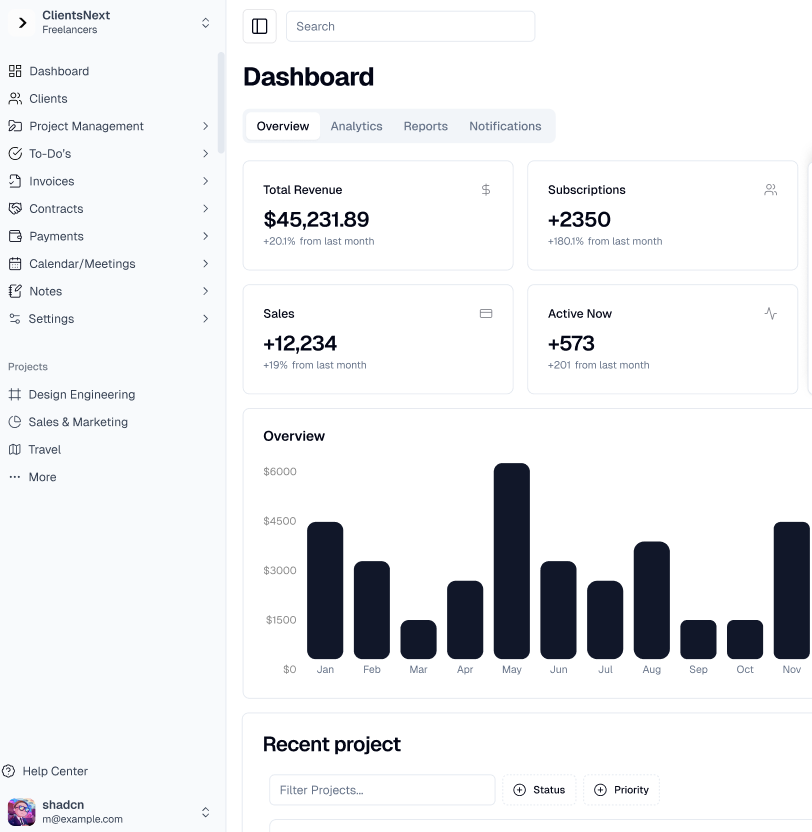 ClientsNext
Freelancers
Dashboard
Clients
Project Management
To-Do's
Invoices
Contracts
Payments
Calendar/Meetings
Notes
Settings
Projects
Design Engineering
Sales & Marketing
Travel
More
Help Center
shadcn
m@example.com
Search
Dashboard
Overview Analytics Reports Notifications
Total Revenue
$45,231.89
+20.1% from last month
Subscriptions
+2350
+180.1% from last month
Sales
+12,234
+19% from last month
Active Now
+573
+201 from last month
Overview
$6000
$4500
$3000
$1500
$0
Jan Feb Mar Apr May Jun Jul Aug Sep Oct Nov
Recent project
Filter Projects... Status Priority